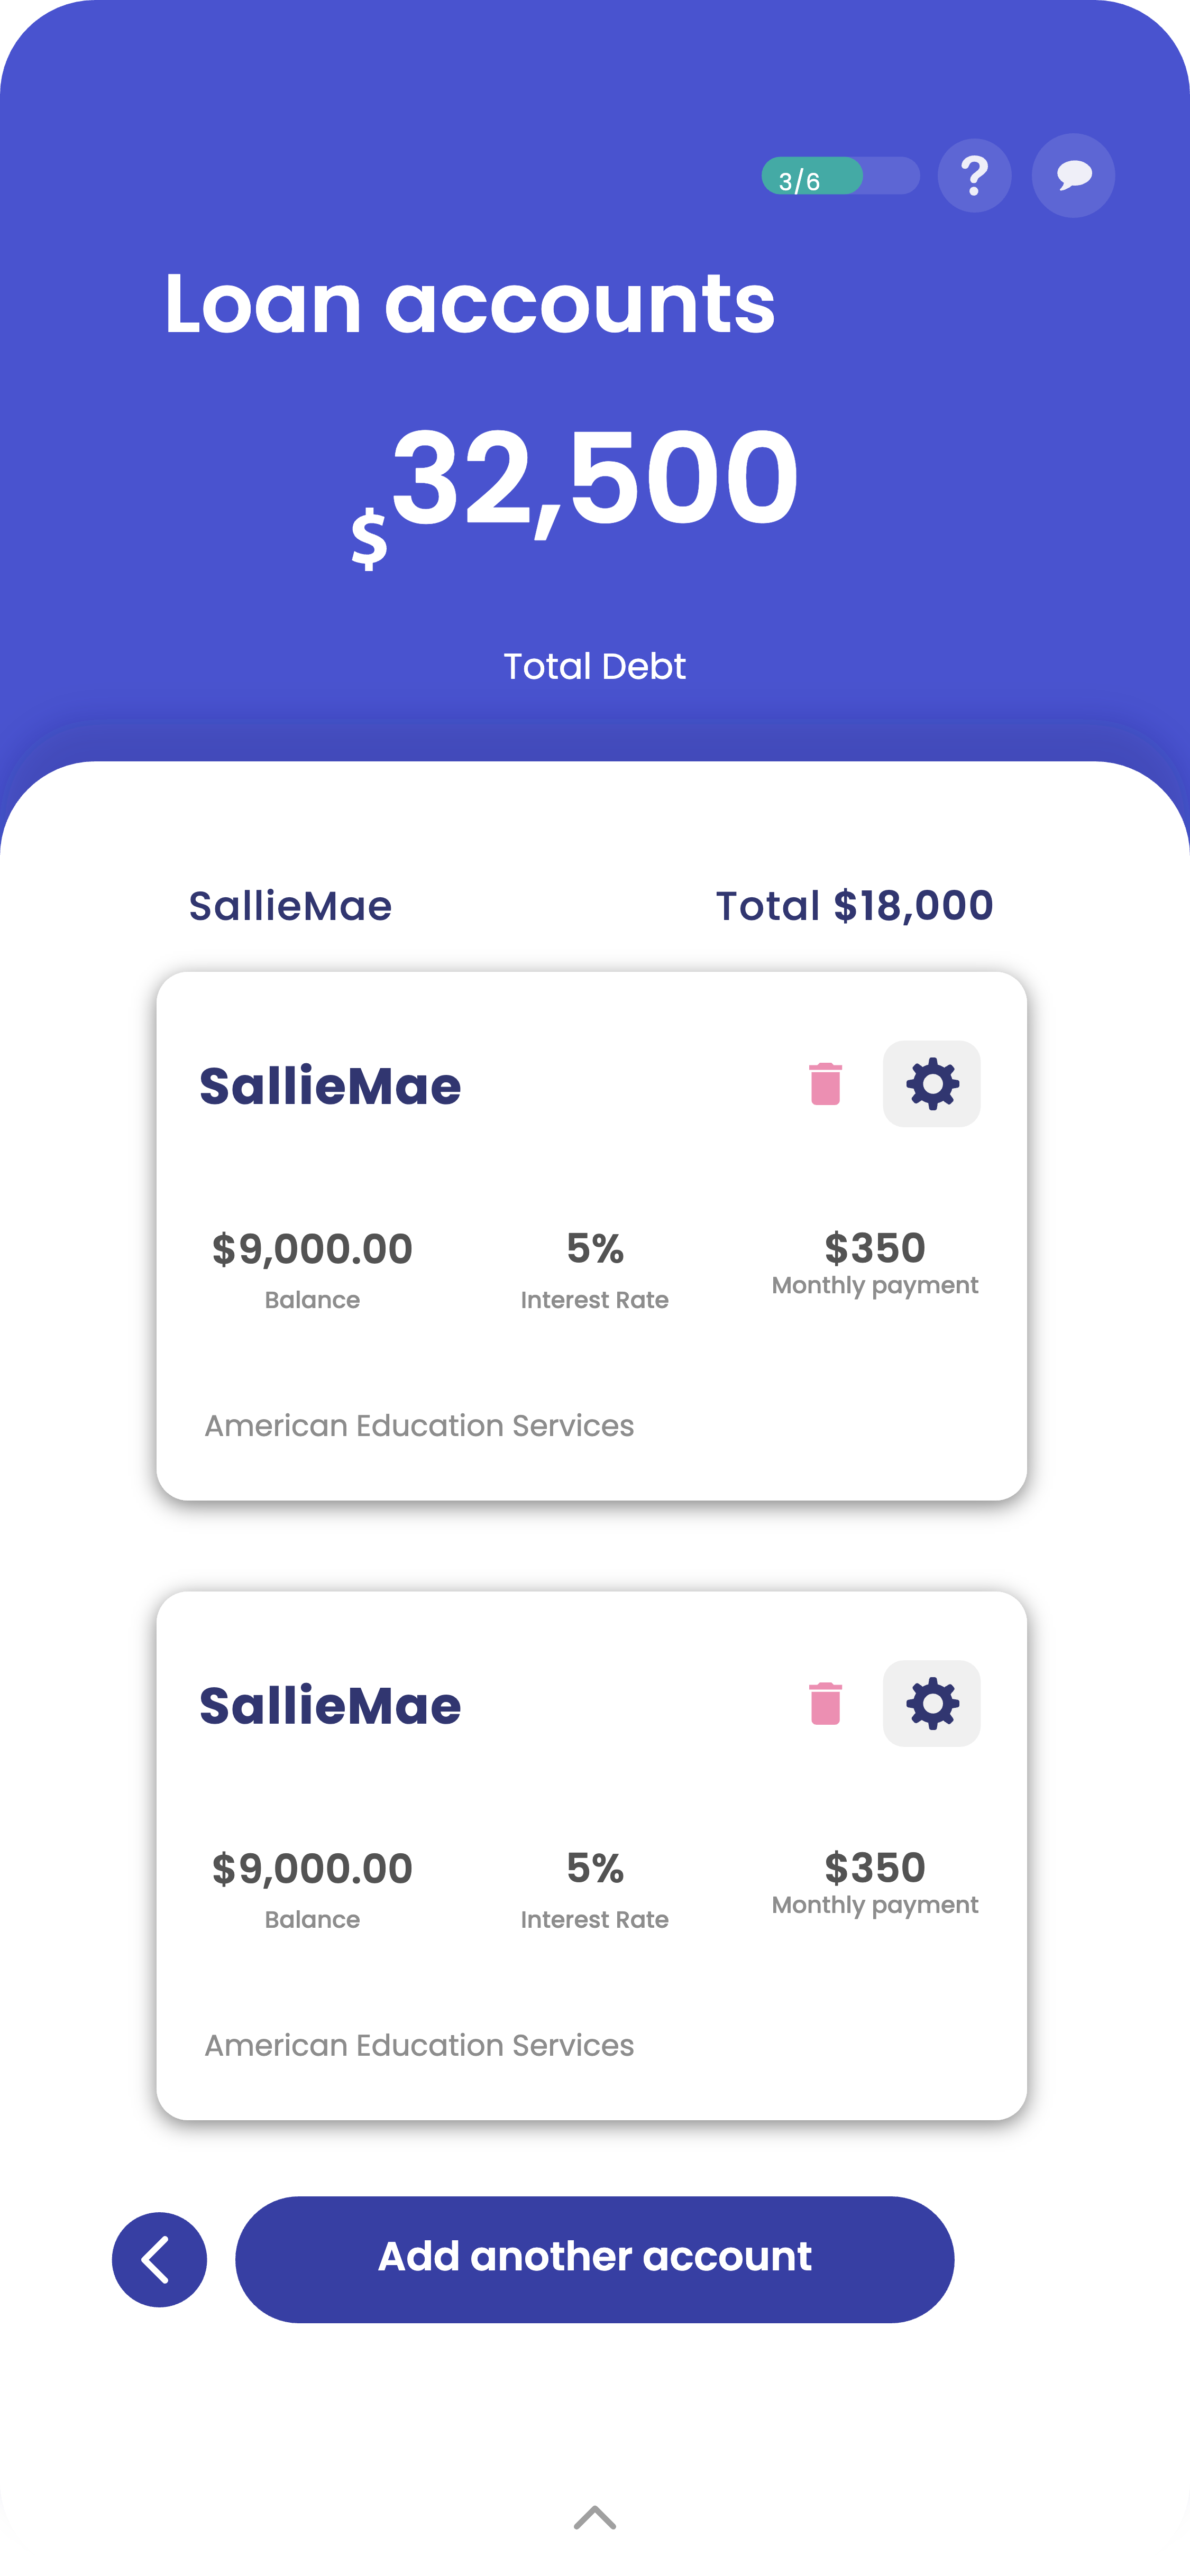 3/6
?
Loan accounts
$32,500
Total Debt
SallieMae Total $18,000
SallieMae
$9,000.00 5% $350
Balance Interest Rate Monthly payment
American Education Services
SallieMae
$9,000.00 5% $350
Balance Interest Rate Monthly payment
American Education Services
Add another account